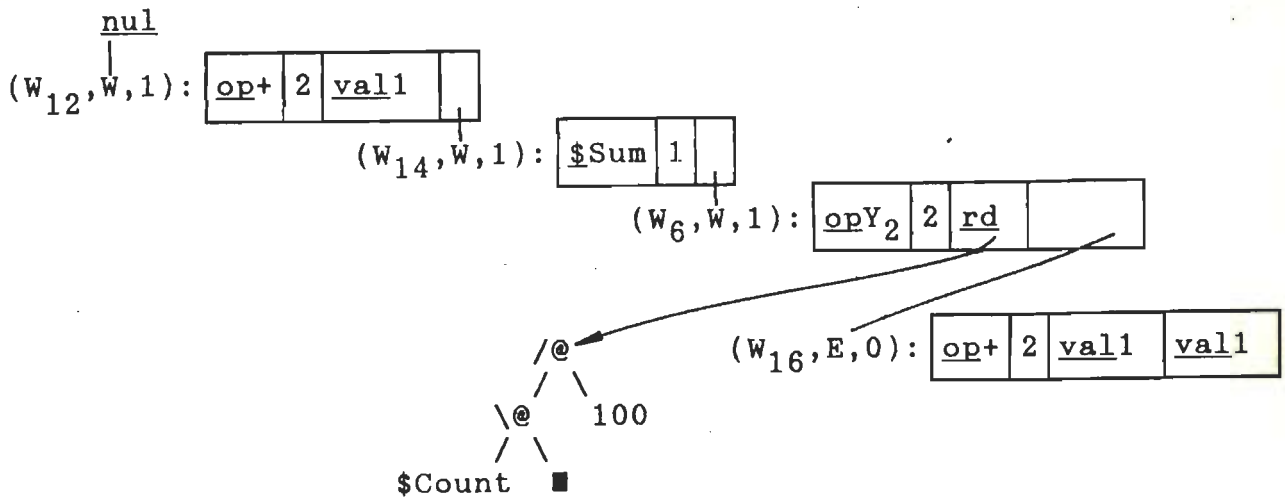 nul
(W12,W,1): op+ 2 val1
(W14,W,1): $Sum 1
(W6,W,1): opY2 2 rd
(W16,E,0): op+ 2 val1 val1
/@
\@ 100
$Count ■